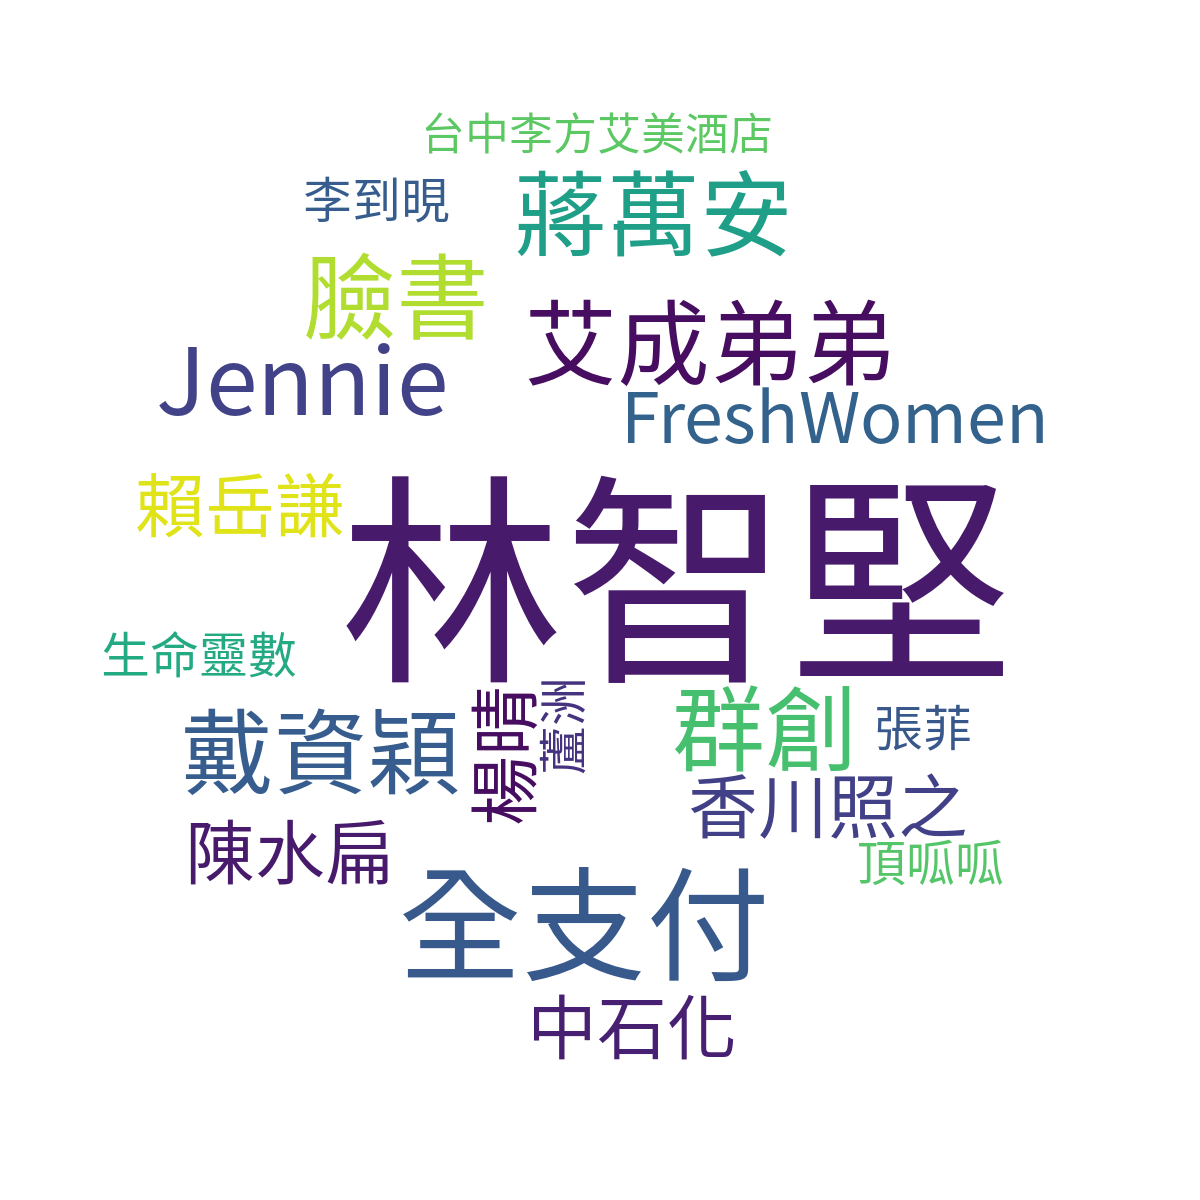 台中李方艾美酒店
李到晛
蔣萬安
臉書
艾成弟弟
Jennie
FreshWomen
賴岳謙
林智堅
生命靈數
戴資穎
楊晴
蘆洲
群創
張菲
香川照之
陳水扁
頂呱呱
全支付
中石化